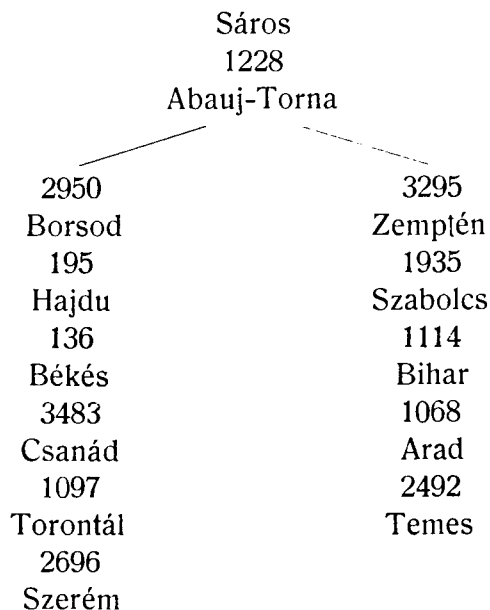 Sáros
1228
Abauj-Torna
2950
Borsod
195
Hajdu
136
Békés
3483
Csanád
1097
Torontál
2696
Szerém
3295
Zemptén
1935
Szabolcs
1114
Bihar
1068
Arad
2492
Temes